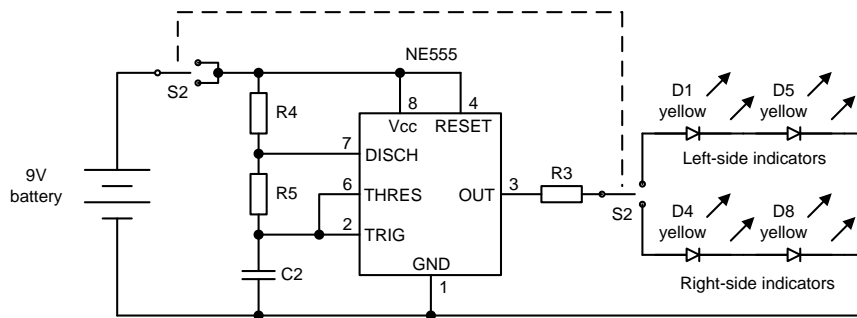 NE555
S2
R4
8
4
Vcc
RESET
D1
yellow
D5
yellow
7
DISCH
Left-side indicators
9V
battery
R5
6
THRES
OUT
3
R3
S2
D4
yellow
D8
yellow
2
TRIG
C2
GND
1
Right-side indicators